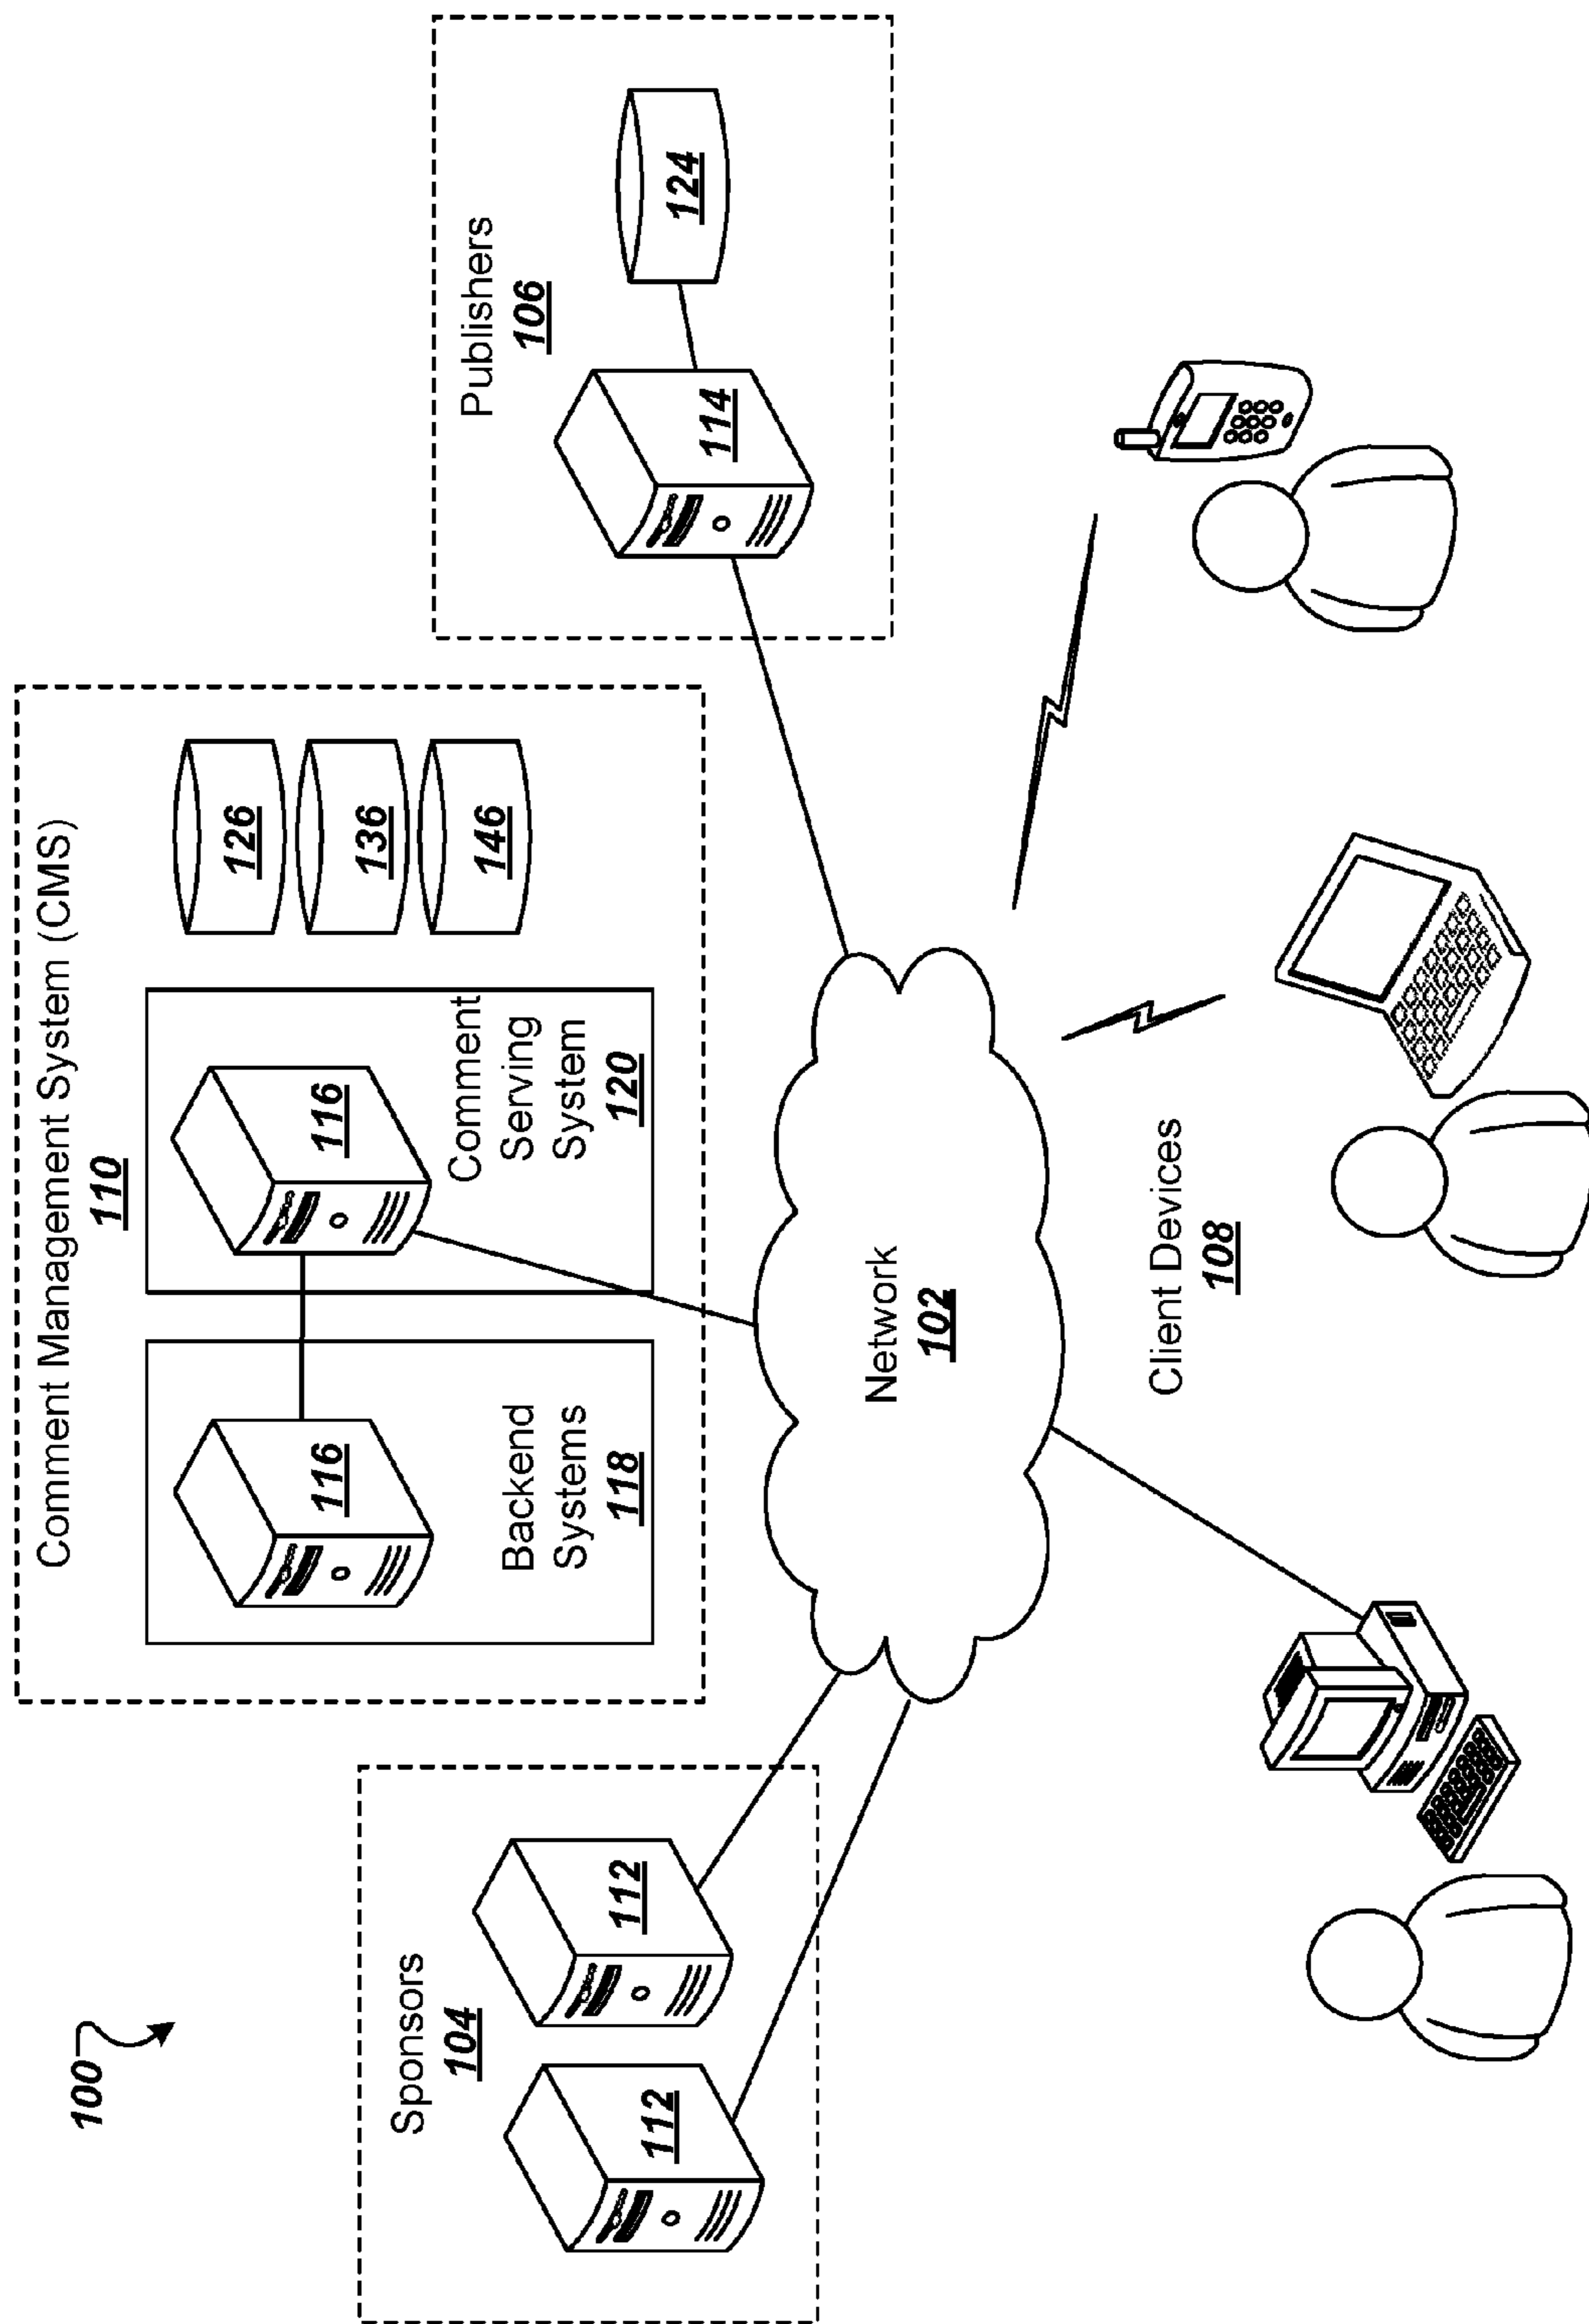 100
Comment Management System (CMS)
110
116
Backend
Systems
118
116
Comment
Serving
System
120
126
136
146
Sponsors
104
112
112
Publishers
106
114
124
Network
102
Client Devices
108